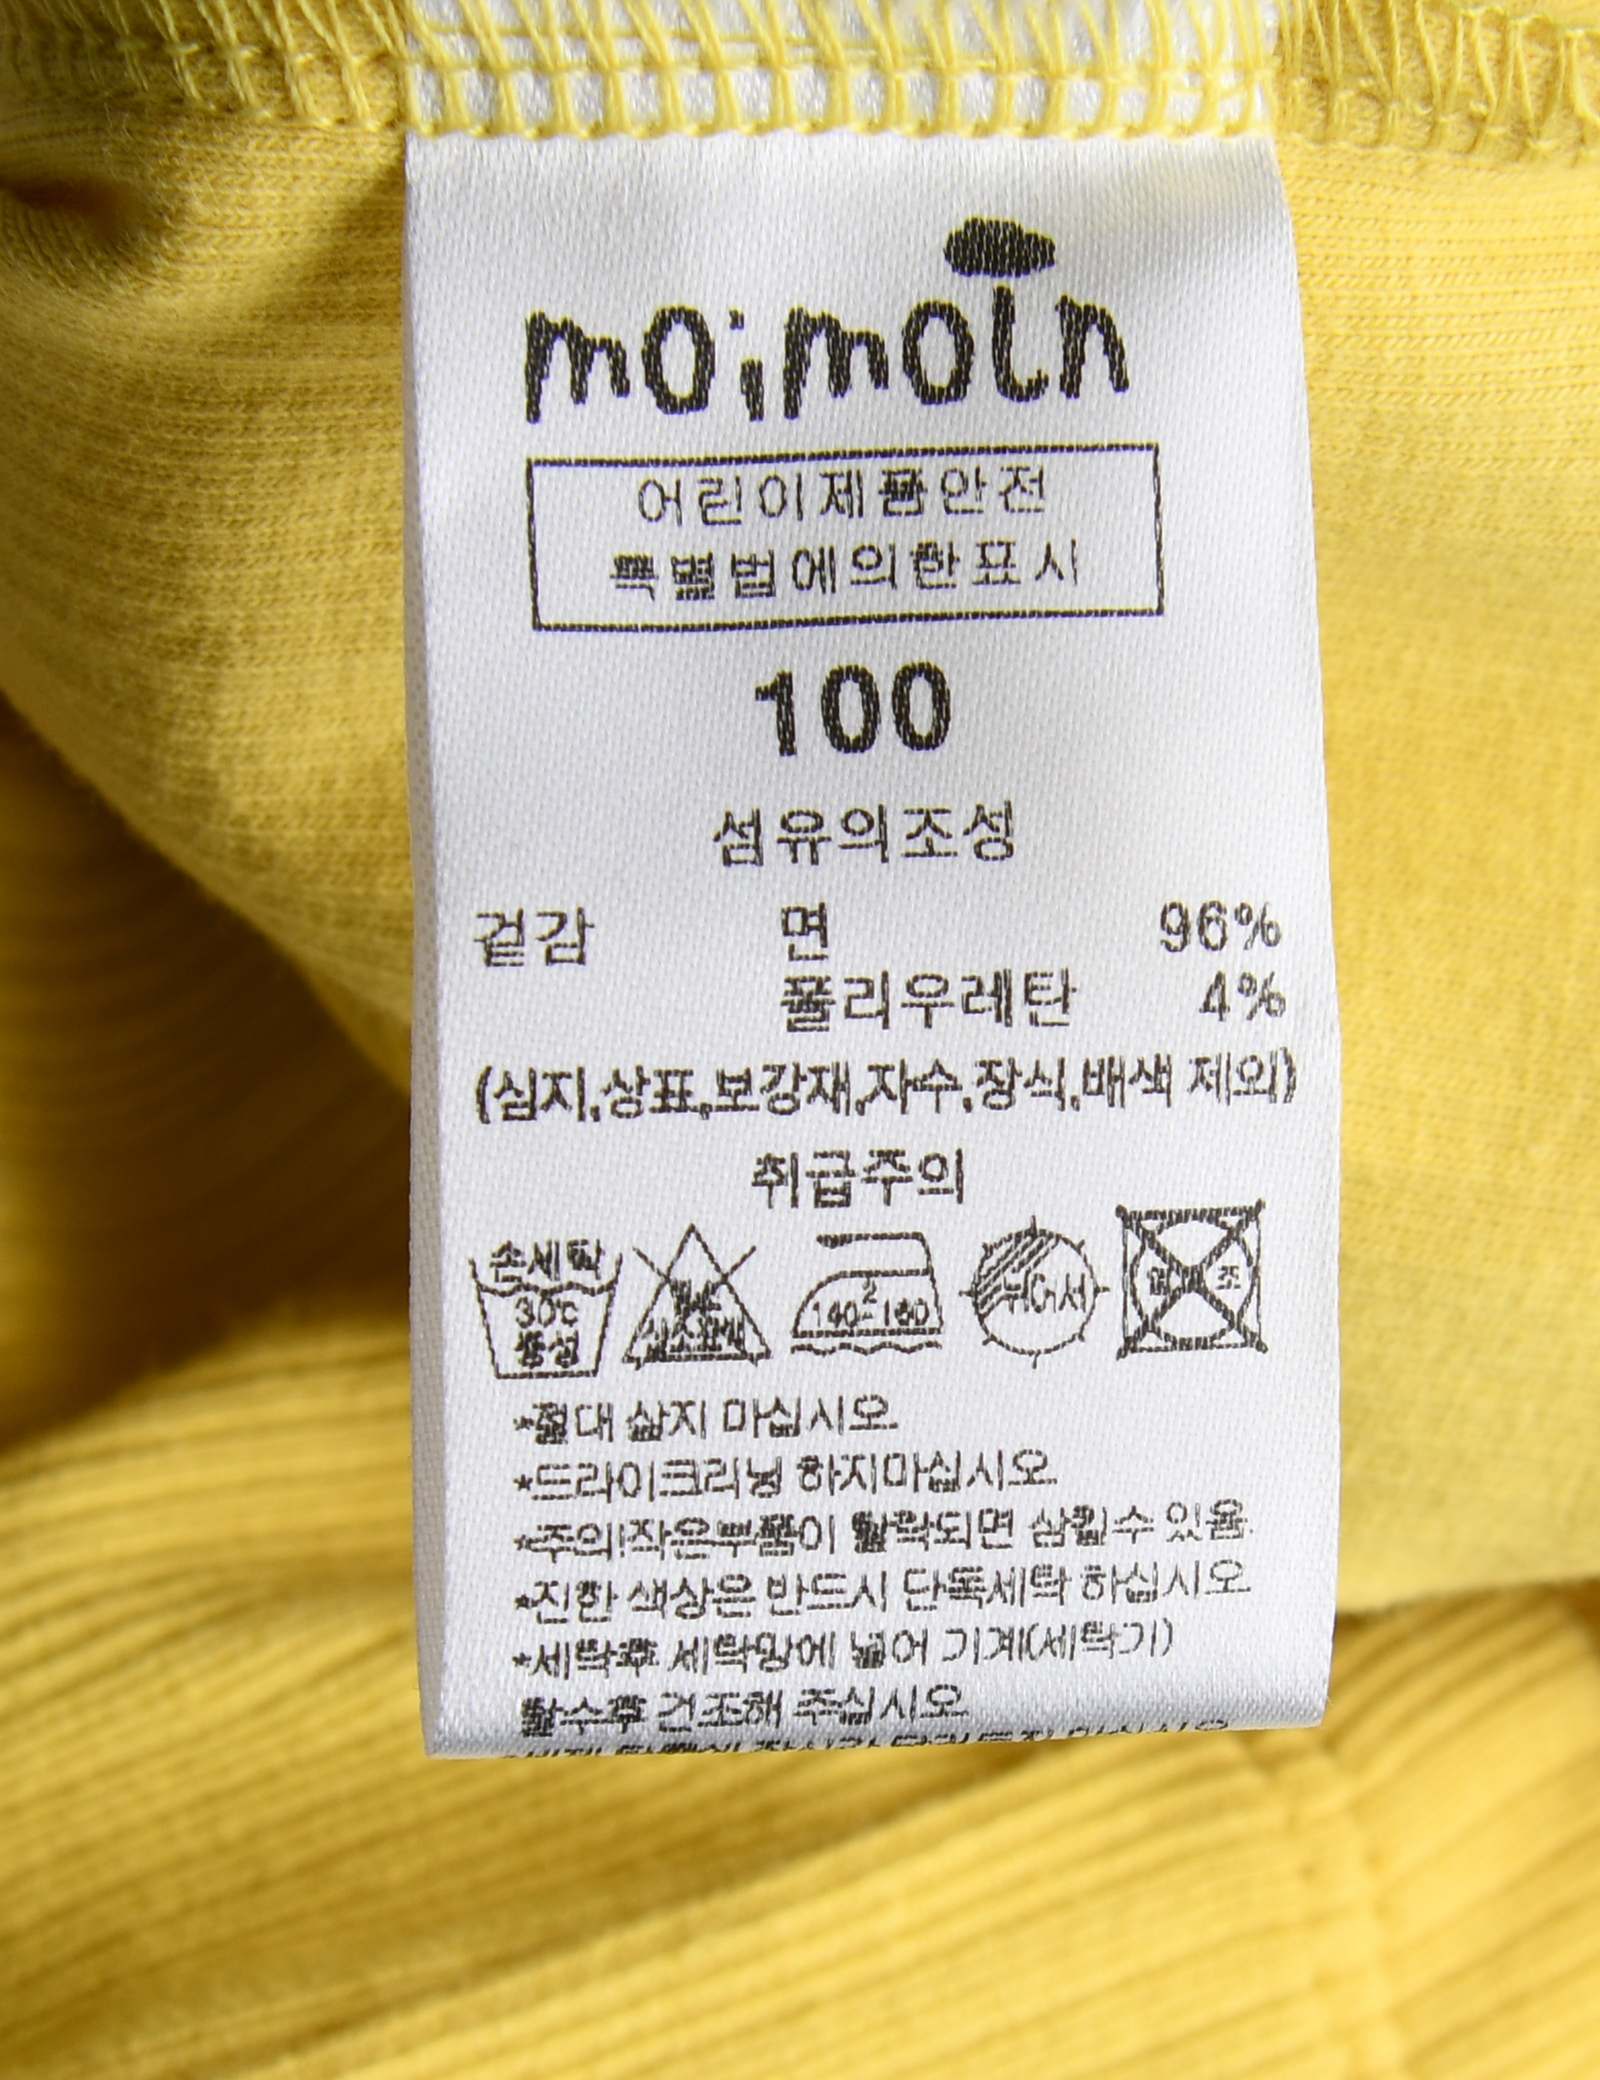 moimoln
어린이제품안전
특별법에의한표시
100
섬유의조성
겉감 면 96%
폴리우레탄 4%
(심지,상표,보강재,자수,장식,배색 제외)
취급주의
손세탁
30℃
중성
2
140-160
뉘어서
건조
*절대 삶지 마십시오
*드라이크리닝 하지마십시오
*주의!작은부품이 탈락되면 삼킬수 있음
*진한 색상은 반드시 단독세탁 하십시오
*세탁후 세탁망에 넣어 기계(세탁기)
탈수후 건조해 주십시오